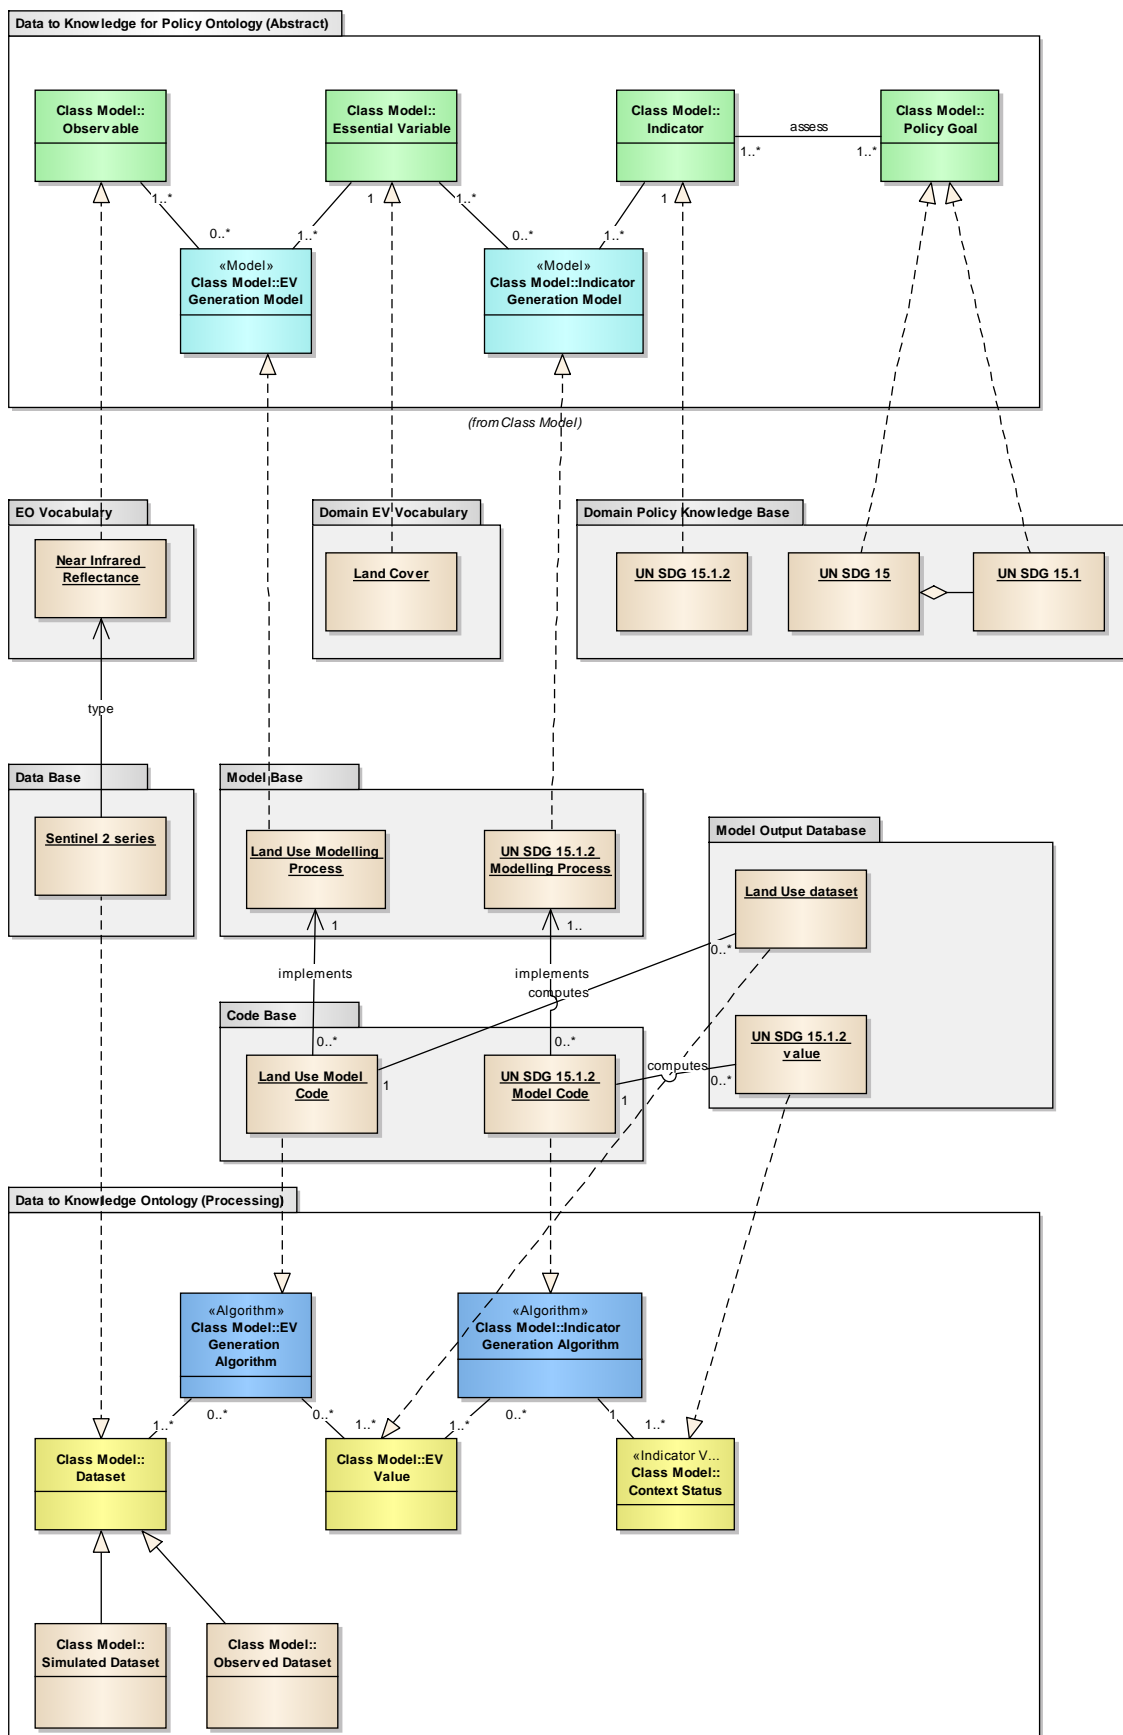 Data to Knowledge for Policy Ontology (Abstract)
Class Model::
Observable
Class Model::
Essential Variable
Class Model::
Indicator
Class Model::
Policy Goal
assess
1..*
1..*
1..*
1
1..*
1
0..*
1..*
0..*
1..*
«Model»
Class Model::EV
Generation Model
«Model»
Class Model::Indicator
Generation Model
(from Class Model)
EO Vocabulary
Near Infrared
Reflectance
Domain EV Vocabulary
Land Cover
Domain Policy Knowledge Base
UN SDG 15.1.2
UN SDG 15
UN SDG 15.1
type
Data Base
Sentinel 2 series
Model Base
Land Use Modelling
Process
UN SDG 15.1.2
Modelling Process
Model Output Database
Land Use dataset
1
1..
0..*
implements
implements
computes
Code Base
0..*
0..*
Land Use Model
Code
1
UN SDG 15.1.2
Model Code
1
computes
0..*
UN SDG 15.1.2
value
Data to Knowledge Ontology (Processing)
«Algorithm»
Class Model::EV
Generation
Algorithm
«Algorithm»
Class Model::Indicator
Generation Algorithm
1..*
0..*
0..*
1..*
1..*
0..*
1
1..*
Class Model::
Dataset
Class Model::EV
Value
«Indicator V...
Class Model::
Context Status
Class Model::
Simulated Dataset
Class Model::
Observed Dataset